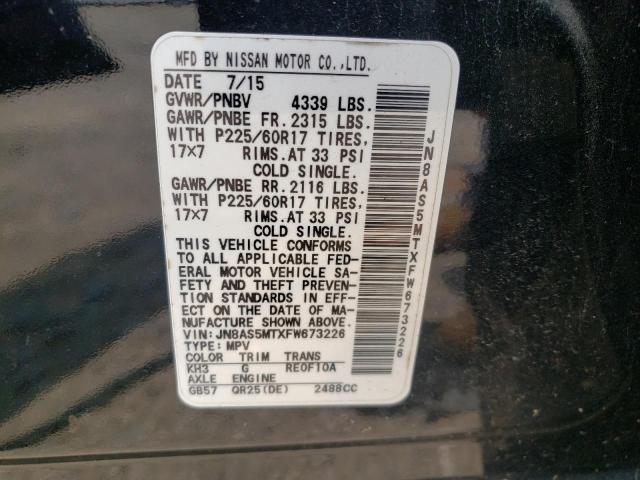 MFD BY NISSAN MOTOR CO.,LTD.
DATE 7/15
GVWR/PNBV 4339 LBS.
GAWR/PNBE FR. 2315 LBS.
WITH P225/60R17 TIRES,
17×7 RIMS. AT 33 PSI
COLD SINGLE.
GAWR/PNBE RR. 2116 LBS.
WITH P225/60R17 TIRES,
17×7 RIMS. AT 33 PSI
COLD SINGLE.
THIS VEHICLE CONFORMS
TO ALL APPLICABLE FED-
ERAL MOTOR VEHICLE SA-
FETY AND THEFT PREVEN-
TION STANDARDS IN EFF-
ECT ON THE DATE OF MA-
NUFACTURE SHOWN ABOVE.
VIN: JN8AS5MTXFW673226
TYPE: MPV
COLOR TRIM TRANS
KH3 G RE0F10A
AXLE ENGINE
GB57 QR25(DE) 2488CC
JN8AS5MTXFW673226